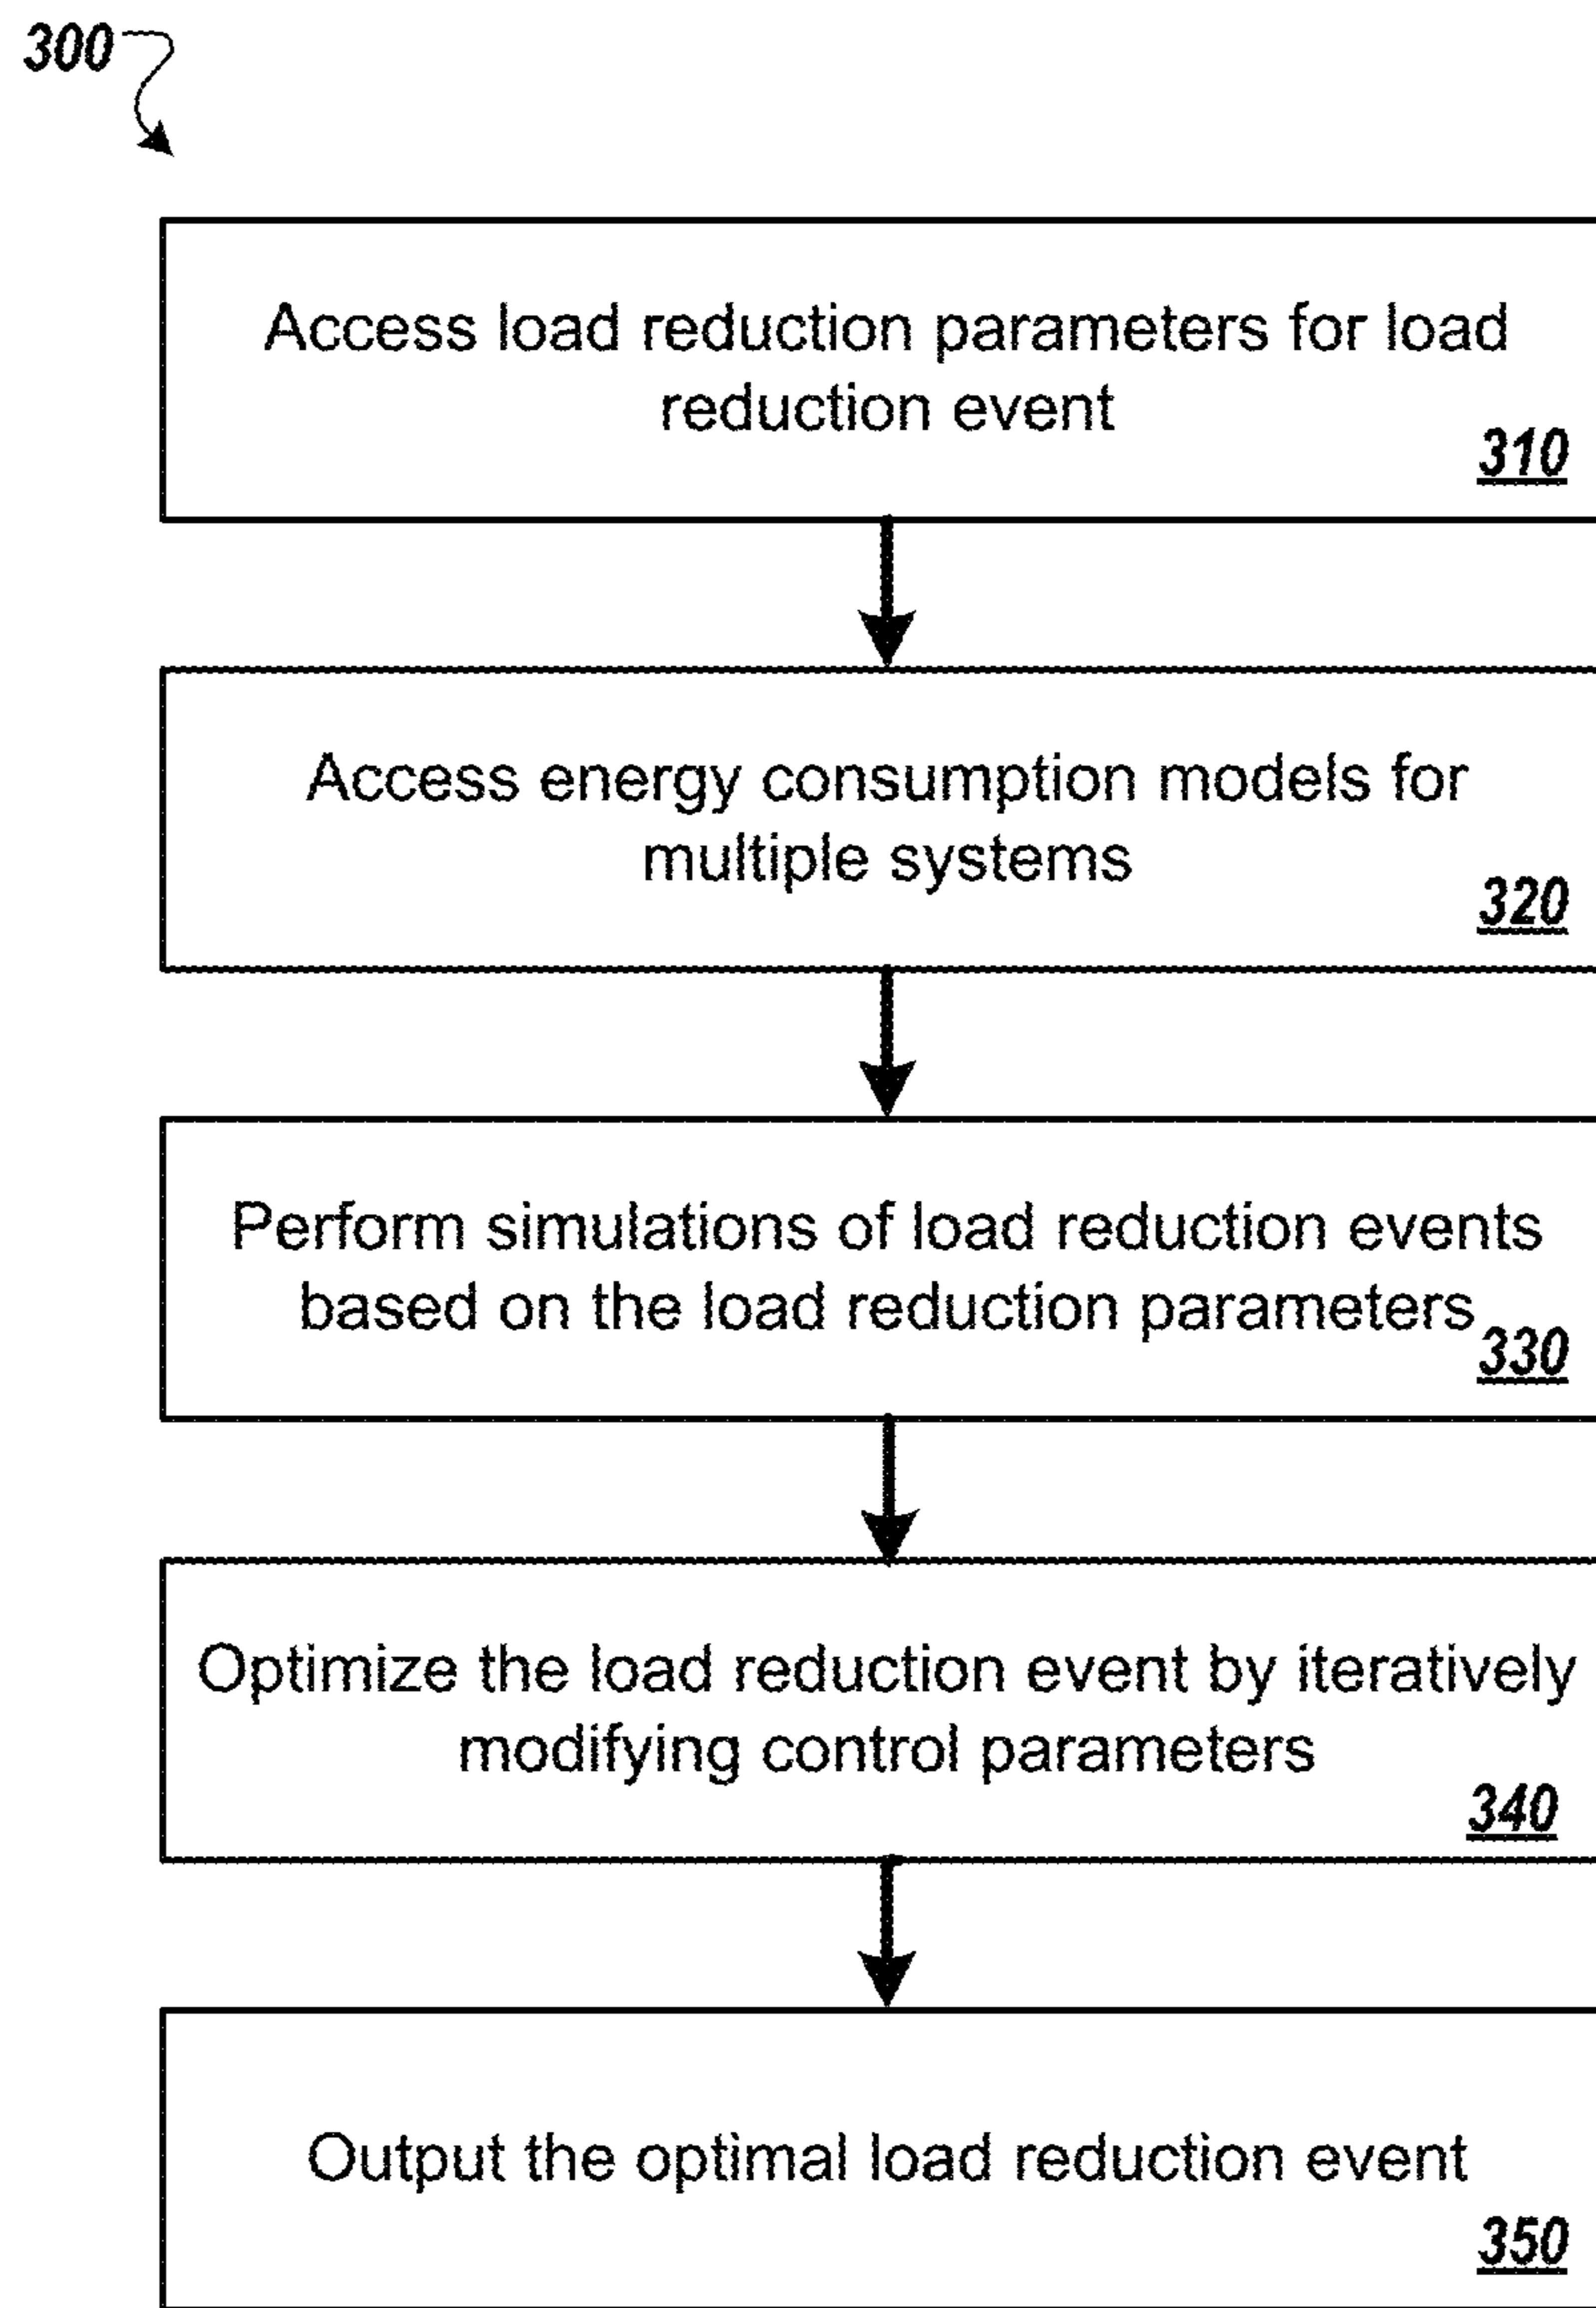 300
Access load reduction parameters for load
reduction event
310
Access energy consumption models for
multiple systems
320
Perform simulations of load reduction events
based on the load reduction parameters
330
Optimize the load reduction event by iteratively
modifying control parameters
340
Output the optimal load reduction event
350